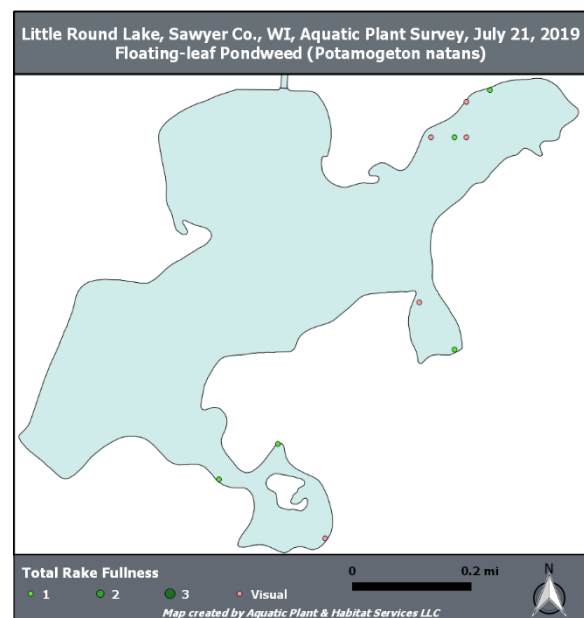 Little Round Lake, Sawyer Co., WI, Aquatic Plant Survey, July 21, 2019
Floating-leaf Pondweed (Potamogeton natans)
Total Rake Fullness
1 2 3 Visual
0 0.2 mi
N
Map created by Aquatic Plant & Habitat Services LLC